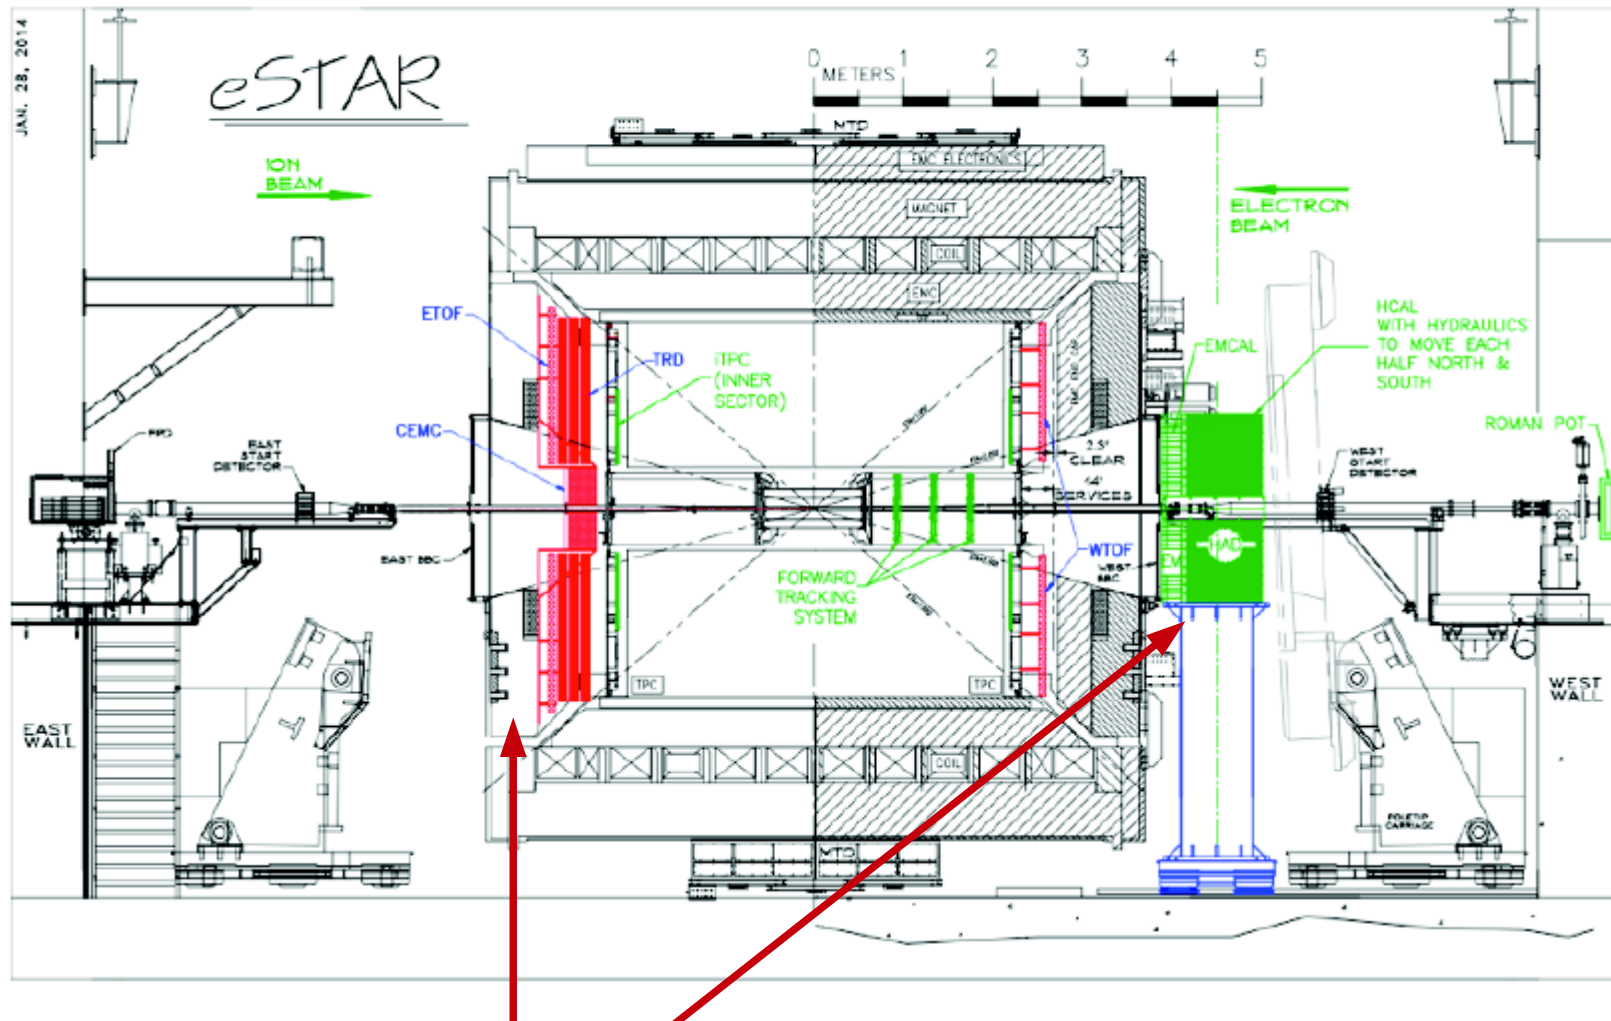 JAN. 28, 2014
eSTAR
0 1 2 3 4 5
METERS
MTD
EMC ELECTRONICS
ION
BEAM
MAGNET
ELECTRON
BEAM
COIL
EMC
ETOF
TRD
iTPC
(INNER
SECTOR)
EMCAL
HCAL
WITH HYDRAULICS
TO MOVE EACH
HALF NORTH &
SOUTH
CEMC
ROMAN POT
EAST
START
DETECTOR
2.5"
CLEAR
WEST
START
DETECTOR
SERVICES
EAST BBC
WTOF
WEST
BBC
EM
HAD
FORWARD
TRACKING
SYSTEM
TPC
TPC
EAST
WALL
WEST
WALL
COIL
POLETIP
CARRIAGE
MTD